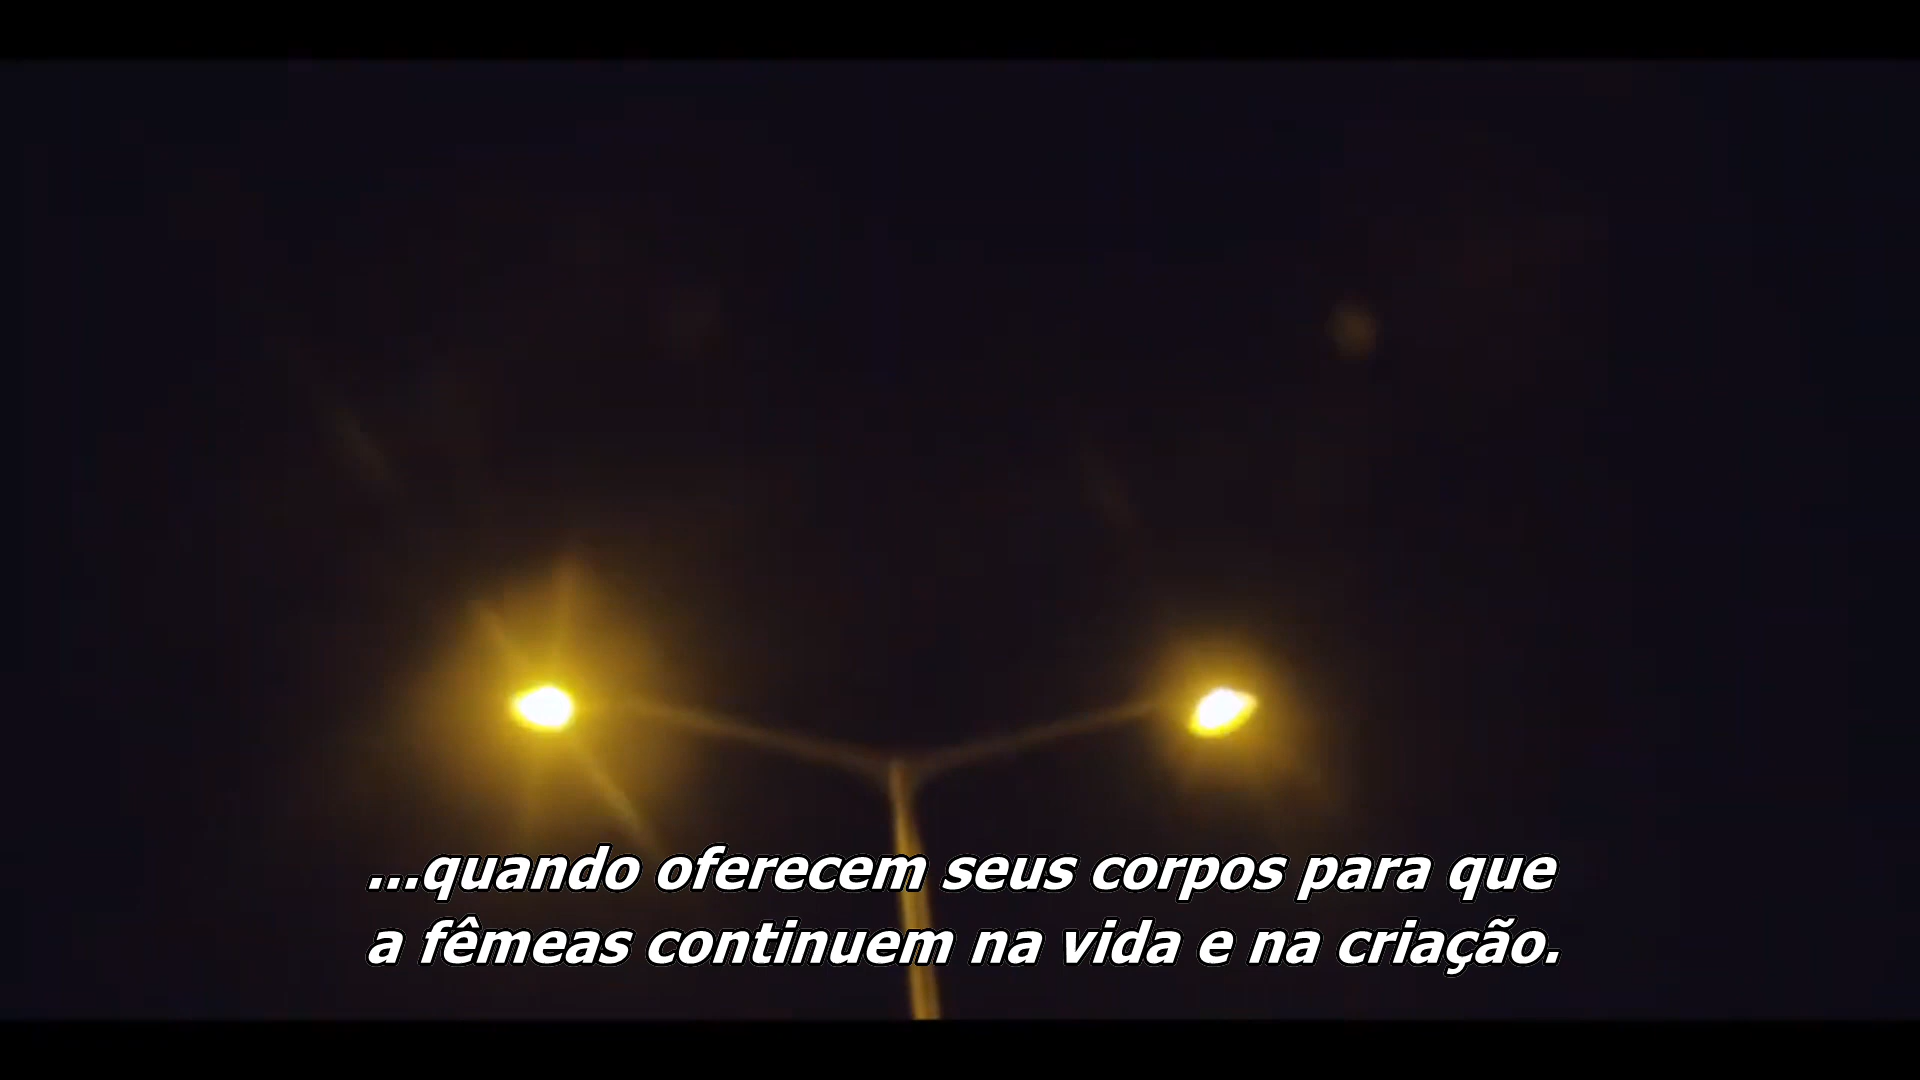 ...quando oferecem seus corpos para que
a fêmeas continuem na vida e na criação.